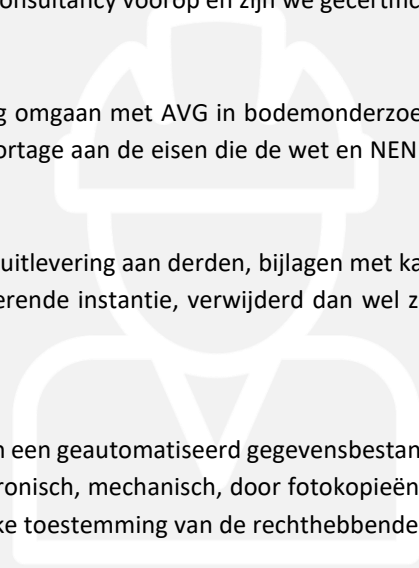 onsultancy voorop en zijn we gecertific
g omgaan met AVG in bodemonderzoe
ortage aan de eisen die de wet en NEN
uitlevering aan derden, bijlagen met ka
erende instantie, verwijderd dan wel z
n een geautomatiseerd gegevensbestan
ronisch, mechanisch, door fotokopieën
ke toestemming van de rechthebbende